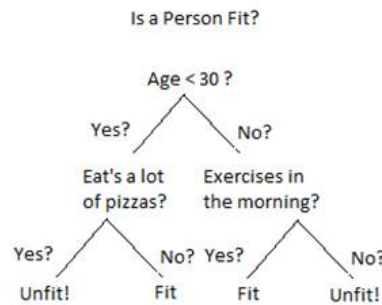 Is a Person Fit?
Age < 30 ?
Yes?
No?
Eat's a lot
of pizzas?
Exercises in
the morning?
Yes?
No?
Yes?
No?
Unfit!
Fit
Fit
Unfit!